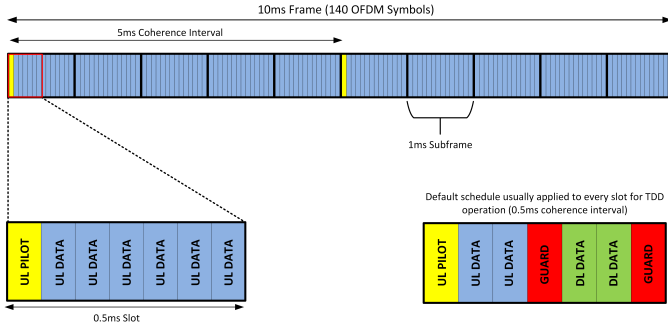 10ms Frame (140 OFDM Symbols)
5ms Coherence Interval
1ms Subframe
Default schedule usually applied to every slot for TDD
operation (0.5ms coherence interval)
UL PILOT
UL DATA
UL DATA
UL DATA
UL DATA
UL DATA
UL DATA
UL PILOT
UL DATA
UL DATA
GUARD
DL DATA
DL DATA
GUARD
0.5ms Slot